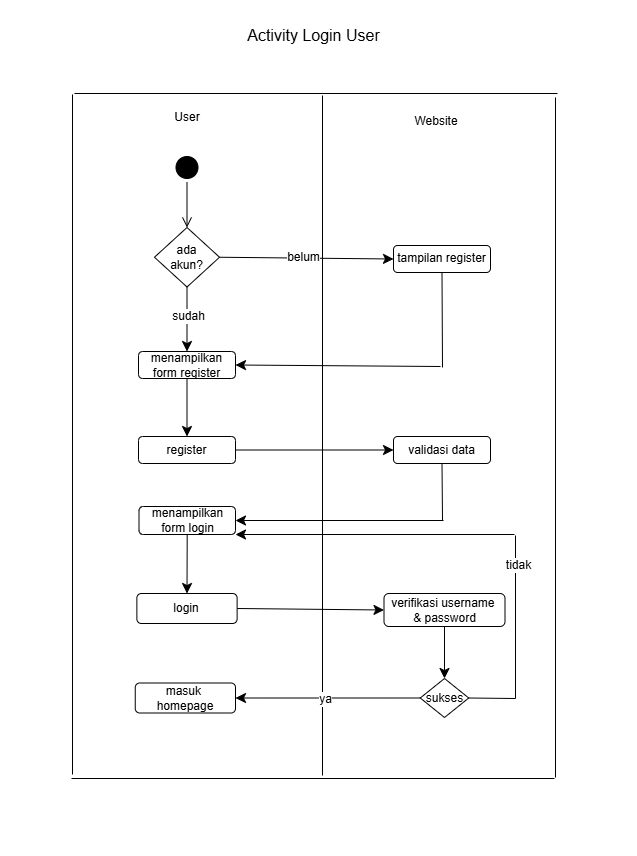 Activity Login User
User
Website
ada
akun?
belum
tampilan register
sudah
menampilkan
form register
register
validasi data
menampilkan
form login
tidak
login
verifikasi username
& password
masuk
homepage
ya
sukses